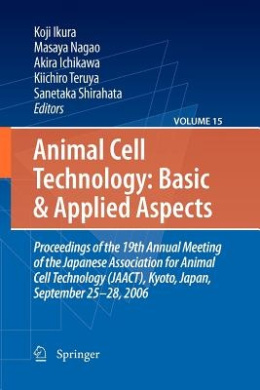 Koji Ikura
Masaya Nagao
Akira Ichikawa
Kiichiro Teruya
Sanetaka Shirahata
Editors
VOLUME 15
Animal Cell
Technology: Basic
& Applied Aspects
Proceedings of the 19th Annual Meeting
of the Japanese Association for Animal
Cell Technology (JAACT), Kyoto, Japan,
September 25–28, 2006
Springer